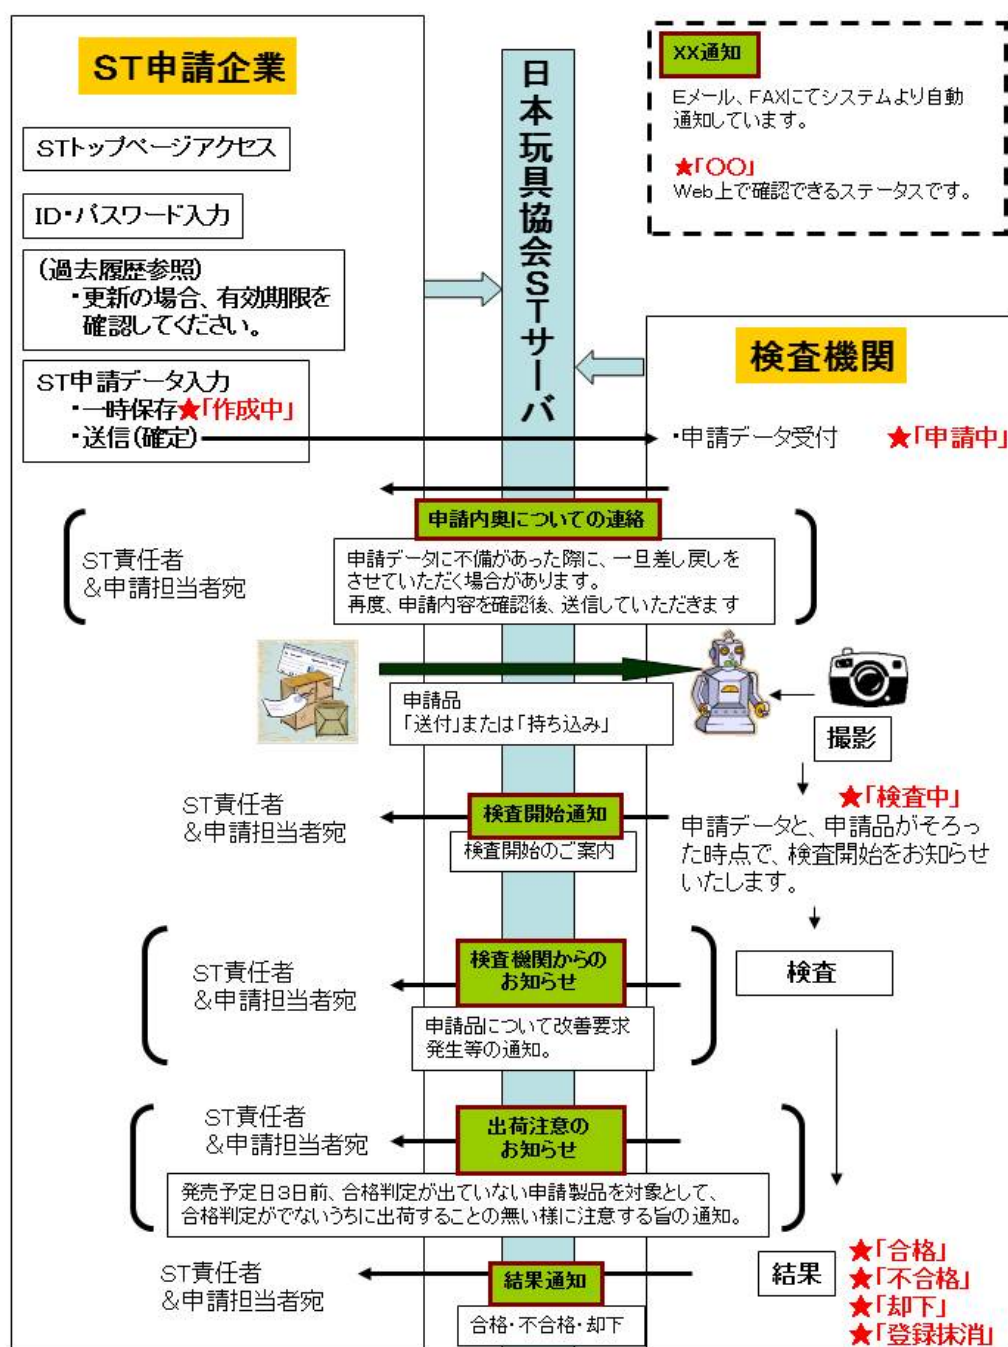 ST申請企業
STトップページアクセス
ID・パスワード入力
(過去履歴参照)
・更新の場合、有効期限を
確認してください。
ST申請データ入力
・一時保存★「作成中」
・送信(確定)
日本玩具協会STサーバ
XX通知
Eメール、FAXにてシステムより自動
通知しています。
★「〇〇」
Web上で確認できるステータスです。
検査機関
・申請データ受付 ★「申請中」
申請内奥についての連絡
ST責任者
&申請担当者宛
申請データに不備があった際に、一旦差し戻しを
させていただく場合があります。
再度、申請内容を確認後、送信していただきます
申請品
「送付」または「持ち込み」
撮影
★「検査中」
申請データと、申請品がそろっ
た時点で、検査開始をお知らせ
いたします。
ST責任者
&申請担当者宛
検査開始通知
検査開始のご案内
検査
ST責任者
&申請担当者宛
検査機関からの
お知らせ
申請品について改善要求
発生等の通知。
ST責任者
&申請担当者宛
出荷注意の
お知らせ
発売予定日3日前、合格判定が出ていない申請製品を対象として、
合格判定がでないうちに出荷することの無い様に注意する旨の通知。
ST責任者
&申請担当者宛
結果通知
合格・不合格・却下
結果
★「合格」
★「不合格」
★「却下」
★「登録抹消」